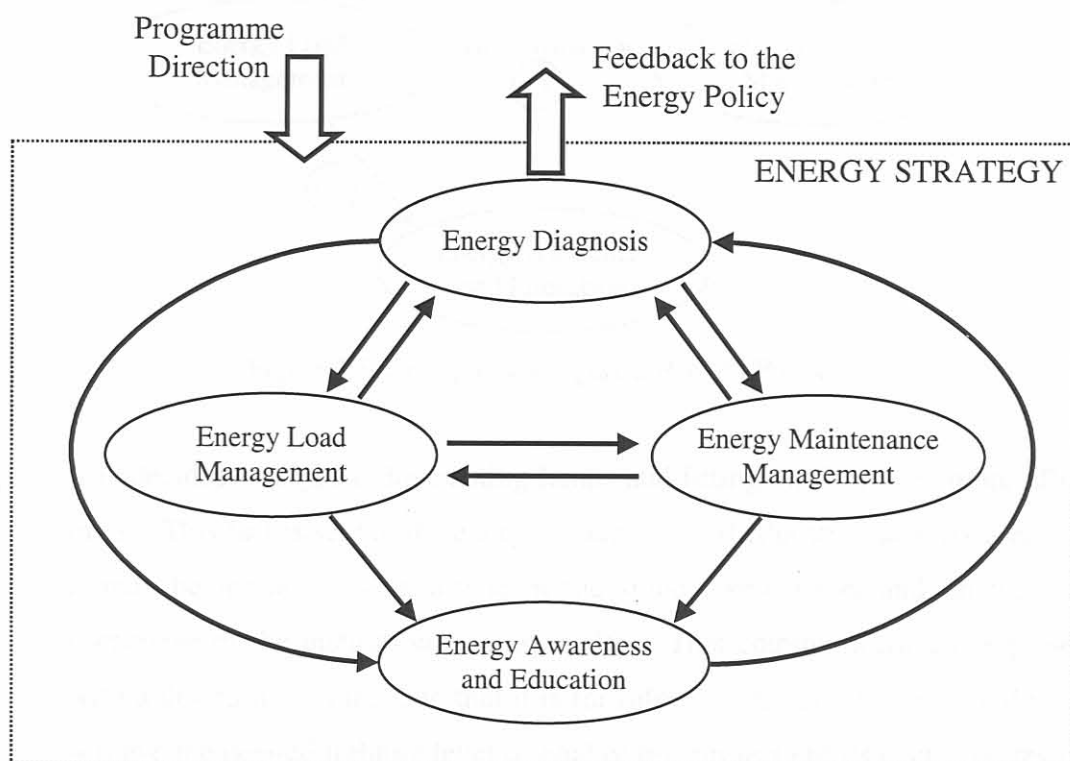 Programme
Direction
Feedback to the
Energy Policy
ENERGY STRATEGY
Energy Diagnosis
Energy Load
Management
Energy Maintenance
Management
Energy Awareness
and Education